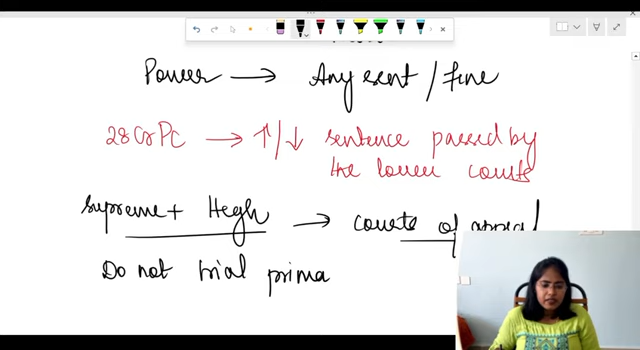 Power → Any sent / fine
28 CrPC → ↑/↓ sentence passed by
the lower courts
Supreme + High → courts of appeal
Do not trial prima